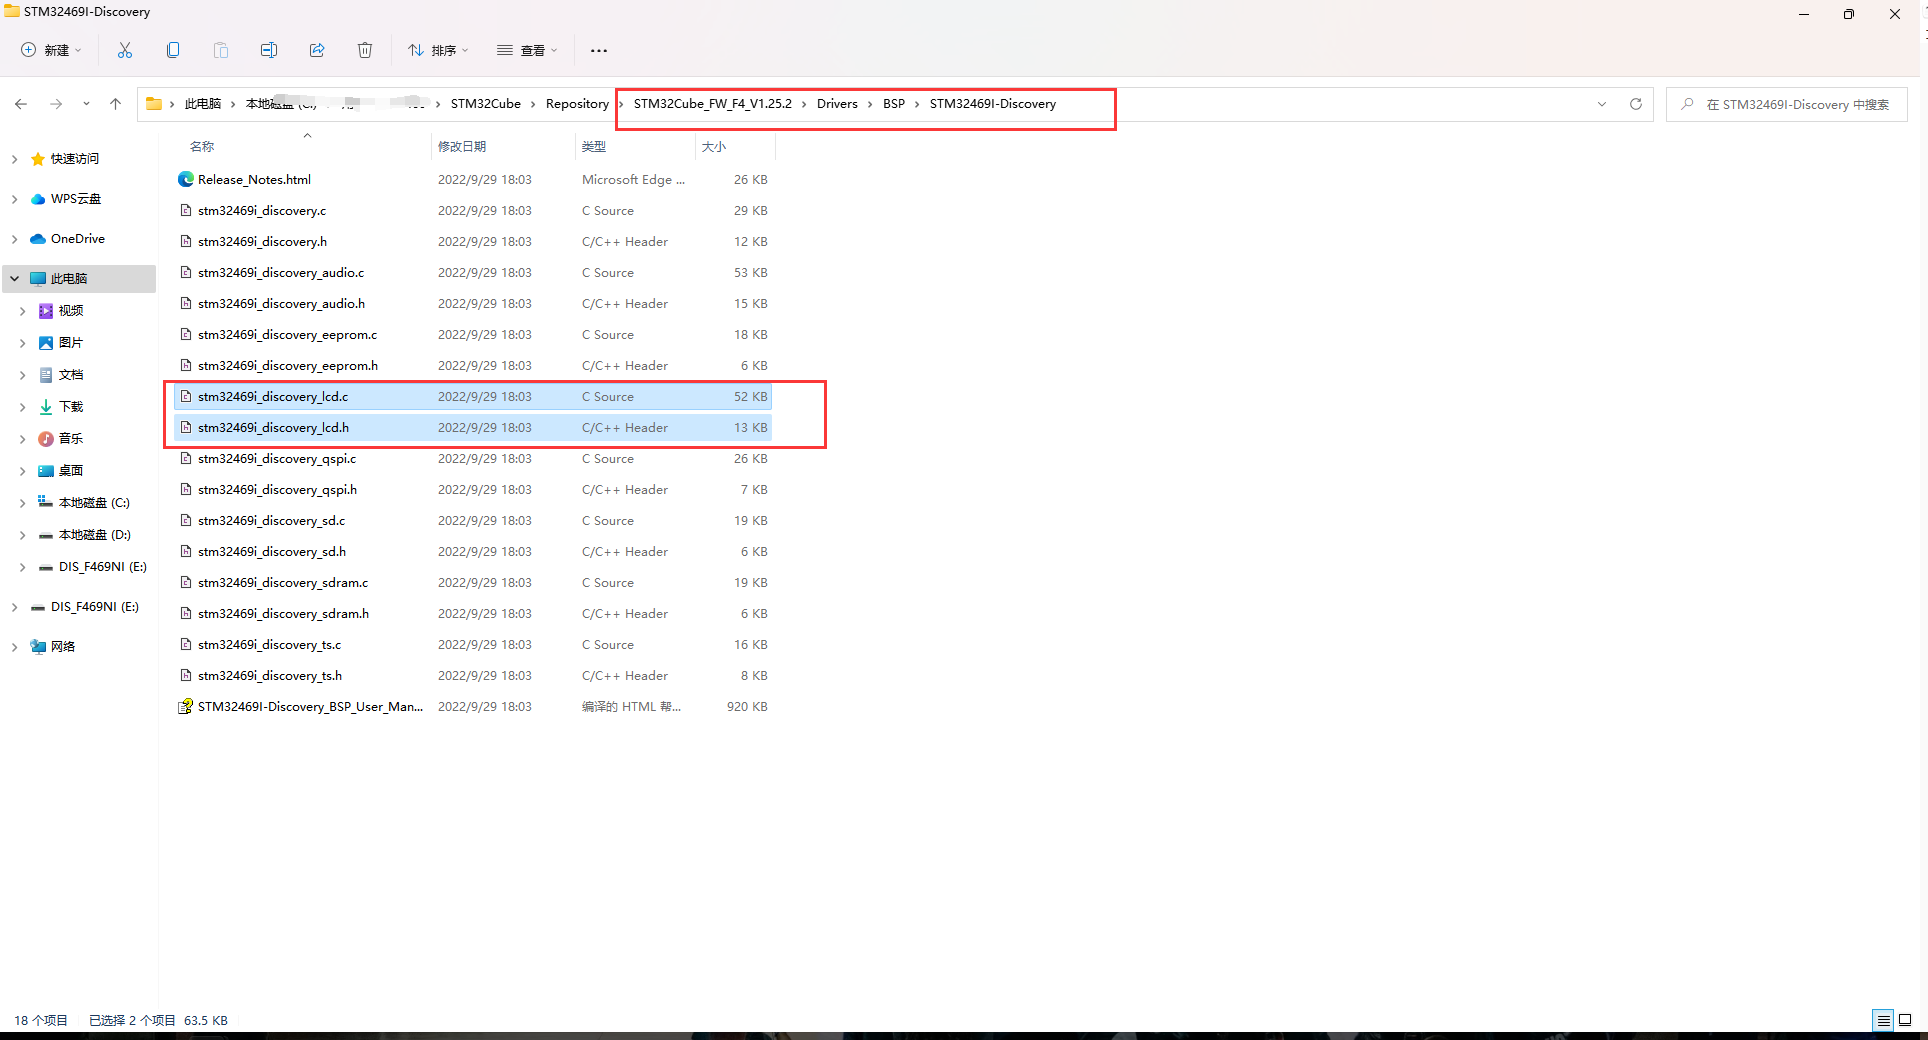 STM32469I-Discovery
新建 排序 查看
此电脑 本地磁盘 (C:) STM32Cube Repository STM32Cube_FW_F4_V1.25.2 Drivers BSP STM32469I-Discovery
在 STM32469I-Discovery 中搜索
名称 修改日期 类型 大小
快速访问
WPS云盘
OneDrive
此电脑
视频
图片
文档
下载
音乐
桌面
本地磁盘 (C:)
本地磁盘 (D:)
DIS_F469NI (E:)
DIS_F469NI (E:)
网络
Release_Notes.html 2022/9/29 18:03 Microsoft Edge ... 26 KB
stm32469i_discovery.c 2022/9/29 18:03 C Source 29 KB
stm32469i_discovery.h 2022/9/29 18:03 C/C++ Header 12 KB
stm32469i_discovery_audio.c 2022/9/29 18:03 C Source 53 KB
stm32469i_discovery_audio.h 2022/9/29 18:03 C/C++ Header 15 KB
stm32469i_discovery_eeprom.c 2022/9/29 18:03 C Source 18 KB
stm32469i_discovery_eeprom.h 2022/9/29 18:03 C/C++ Header 6 KB
stm32469i_discovery_lcd.c 2022/9/29 18:03 C Source 52 KB
stm32469i_discovery_lcd.h 2022/9/29 18:03 C/C++ Header 13 KB
stm32469i_discovery_qspi.c 2022/9/29 18:03 C Source 26 KB
stm32469i_discovery_qspi.h 2022/9/29 18:03 C/C++ Header 7 KB
stm32469i_discovery_sd.c 2022/9/29 18:03 C Source 19 KB
stm32469i_discovery_sd.h 2022/9/29 18:03 C/C++ Header 6 KB
stm32469i_discovery_sdram.c 2022/9/29 18:03 C Source 19 KB
stm32469i_discovery_sdram.h 2022/9/29 18:03 C/C++ Header 6 KB
stm32469i_discovery_ts.c 2022/9/29 18:03 C Source 16 KB
stm32469i_discovery_ts.h 2022/9/29 18:03 C/C++ Header 8 KB
STM32469I-Discovery_BSP_User_Man... 2022/9/29 18:03 编译的 HTML 帮... 920 KB
18 个项目 已选择 2 个项目 63.5 KB